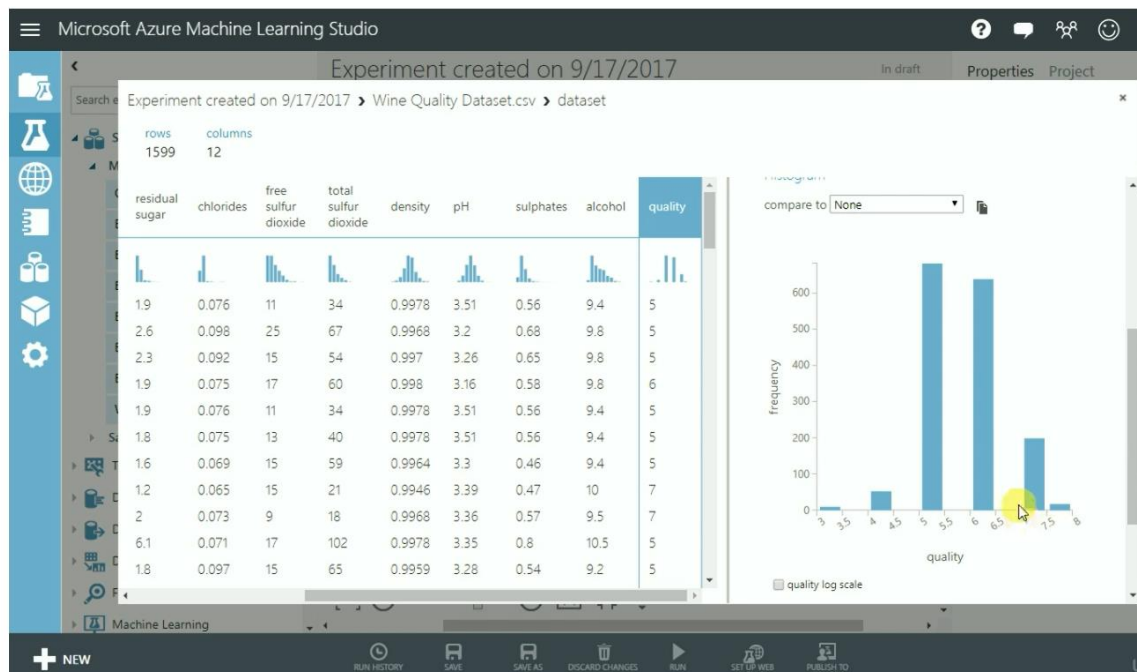 Microsoft Azure Machine Learning Studio
Experiment created on 9/17/2017
In draft
Properties Project
Search e
Experiment created on 9/17/2017 › Wine Quality Dataset.csv › dataset
rows columns
1599 12
residual sugar chlorides free sulfur dioxide total sulfur dioxide density pH sulphates alcohol quality
1.9 0.076 11 34 0.9978 3.51 0.56 9.4 5
2.6 0.098 25 67 0.9968 3.2 0.68 9.8 5
2.3 0.092 15 54 0.997 3.26 0.65 9.8 5
1.9 0.075 17 60 0.998 3.16 0.58 9.8 6
1.9 0.076 11 34 0.9978 3.51 0.56 9.4 5
1.8 0.075 13 40 0.9978 3.51 0.56 9.4 5
1.6 0.069 15 59 0.9964 3.3 0.46 9.4 5
1.2 0.065 15 21 0.9946 3.39 0.47 10 7
2 0.073 9 18 0.9968 3.36 0.57 9.5 7
6.1 0.071 17 102 0.9978 3.35 0.8 10.5 5
1.8 0.097 15 65 0.9959 3.28 0.54 9.2 5
Histogram
compare to None
600
500
400
300
200
100
0
frequency
3 3.5 4 4.5 5 5.5 6 6.5 7.5 8
quality
quality log scale
Machine Learning
NEW
RUN HISTORY SAVE SAVE AS DISCARD CHANGES RUN SET UP WEB PUBLISH TO